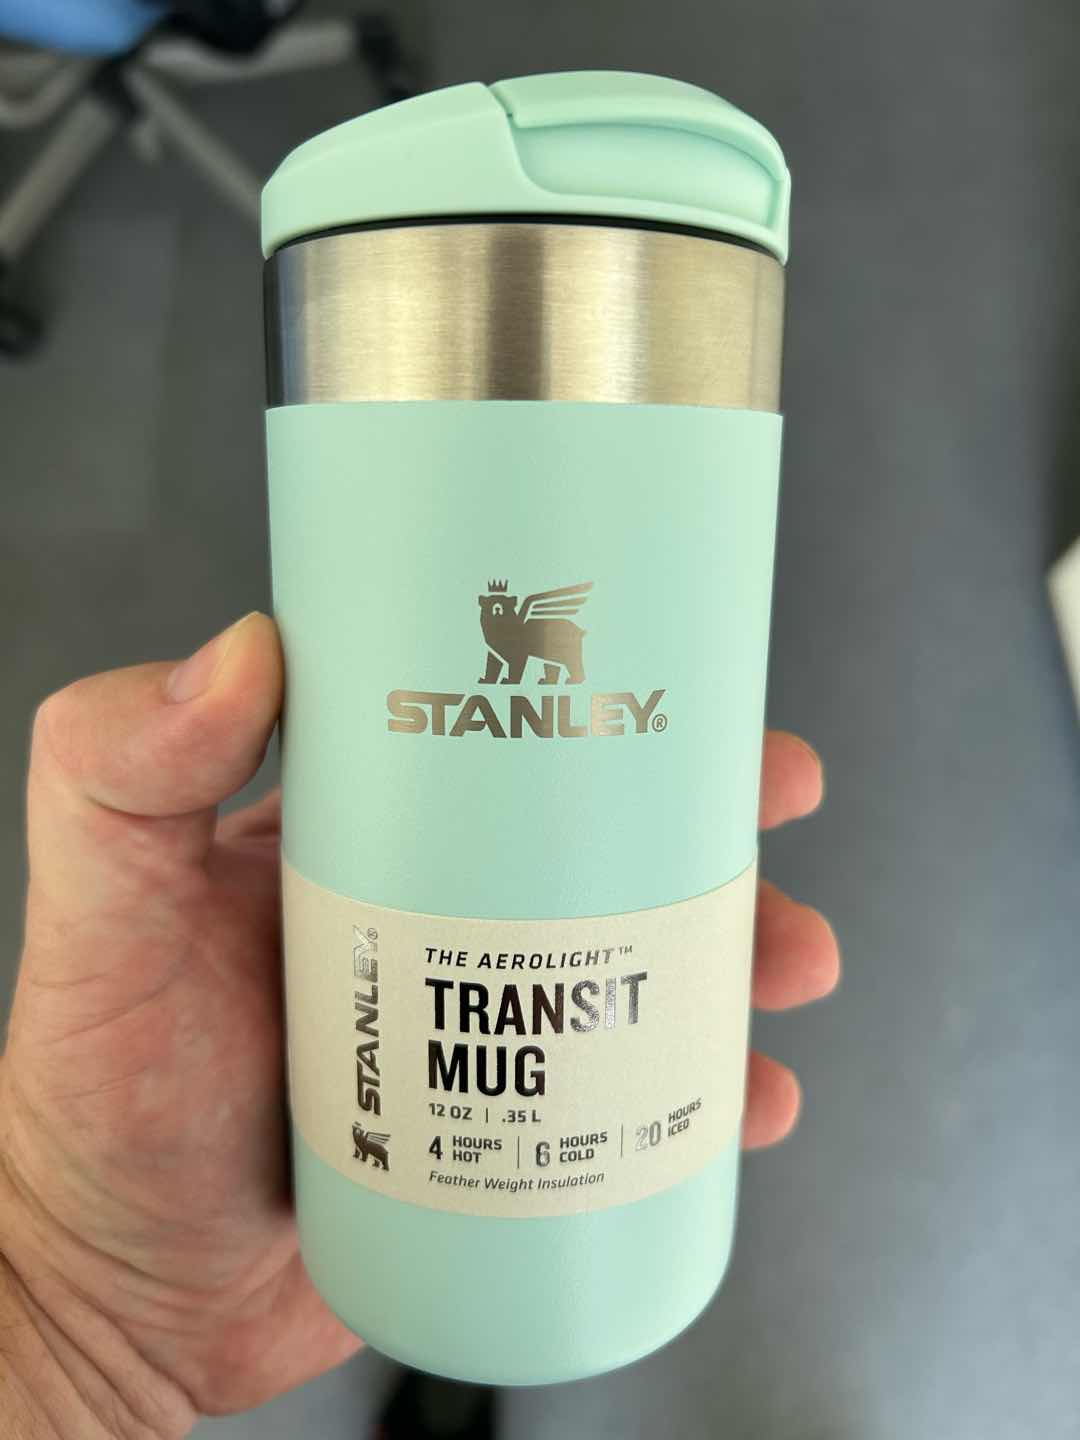 STANLEY®
STANLEY®
THE AEROLIGHT™
TRANSIT
MUG
12 OZ | .35 L
4 HOURS HOT | 6 HOURS COLD | 20 HOURS ICED
Feather Weight Insulation